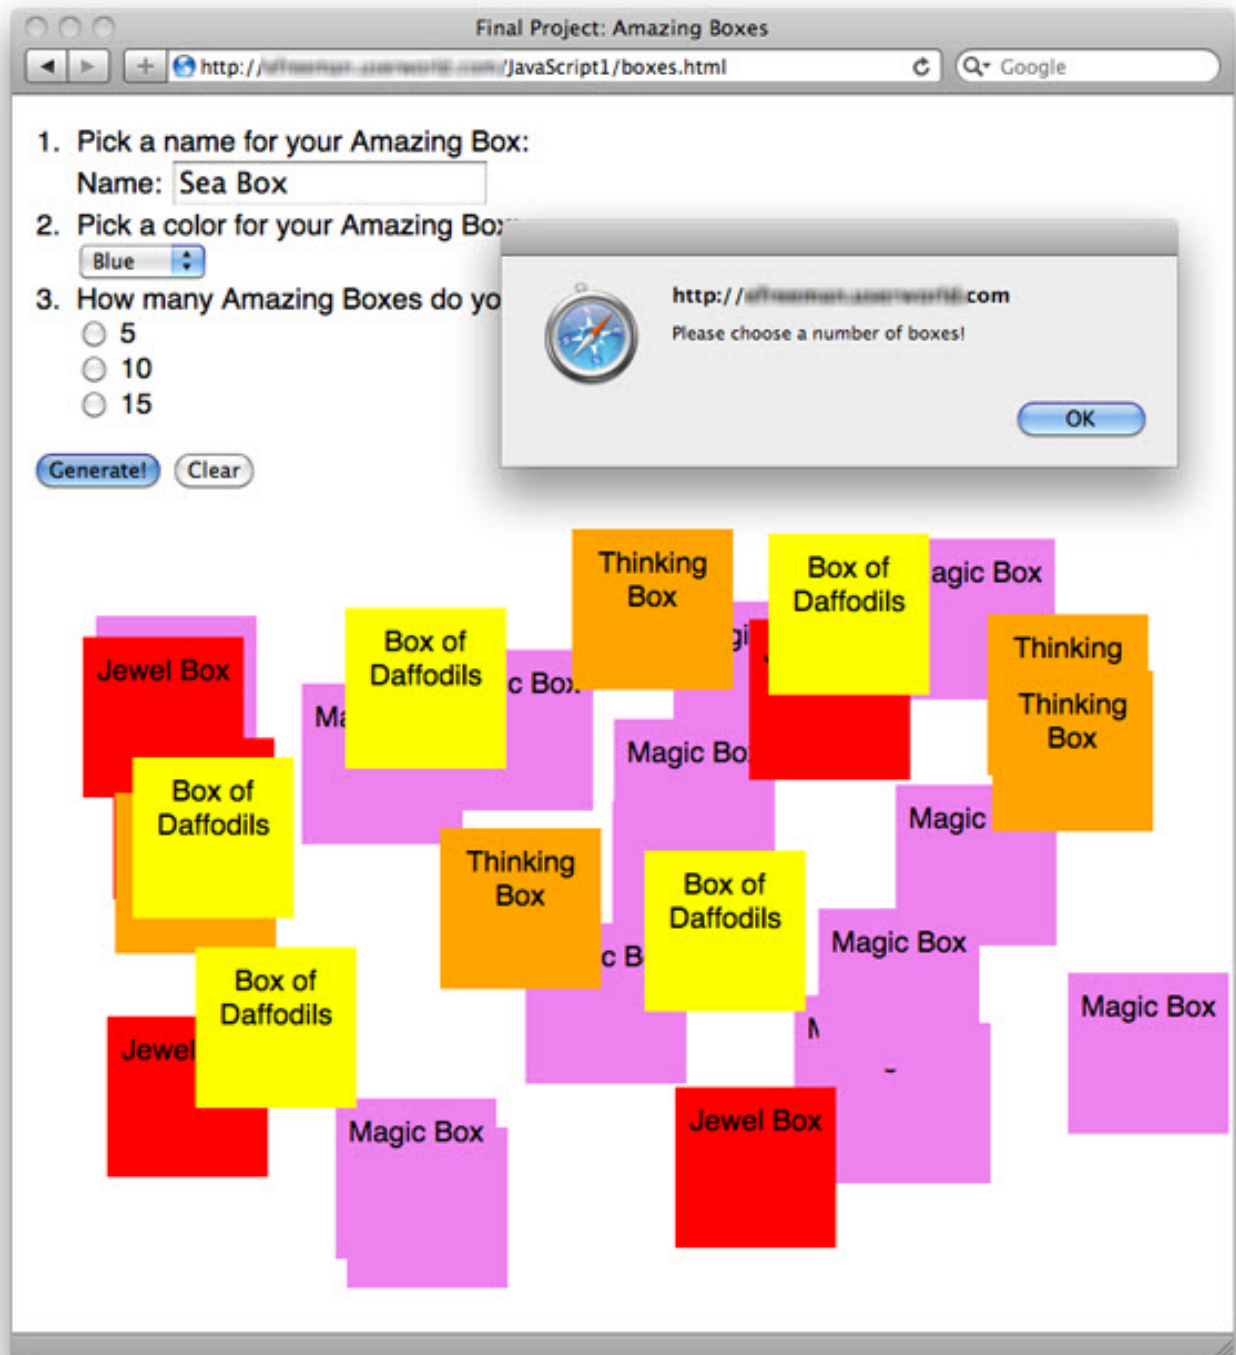 Final Project: Amazing Boxes
http:// /JavaScript1/boxes.html
Google
1. Pick a name for your Amazing Box:
Name: Sea Box
2. Pick a color for your Amazing Box
Blue
3. How many Amazing Boxes do yo
5
10
15
Generate!
Clear
http:// .com
Please choose a number of boxes!
OK
Thinking
Box
Box of
Daffodils
agic Box
Jewel Box
Box of
Daffodils
c Box
Ma
gi
Thinking
Thinking
Box
Magic Bo
Box of
Daffodils
Magic
Thinking
Box
Box of
Daffodils
c B
Magic Box
Box of
Daffodils
Magic Box
Jewel
Magic Box
Jewel Box